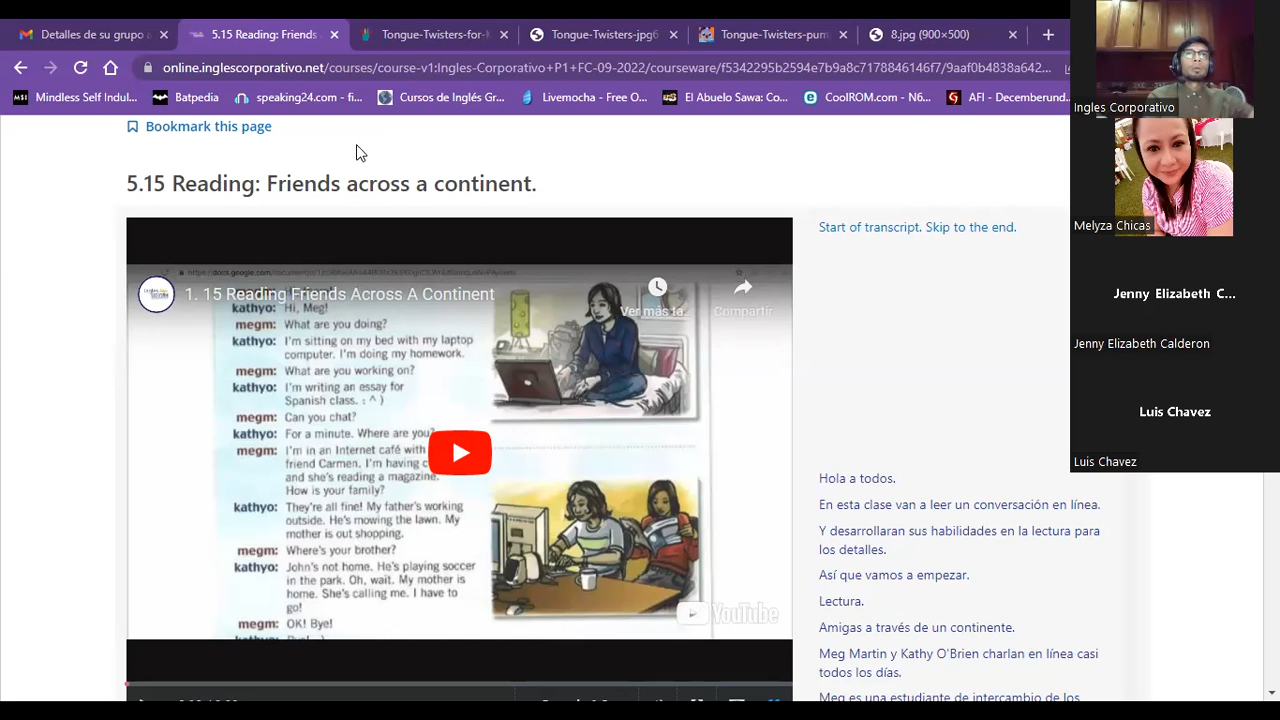 Detalles de su grupo a
5.15 Reading: Friends
Tongue-Twisters-for-
Tongue-Twisters-jpg6
Tongue-Twisters-pum
8.jpg (900×500)
online.inglescorporativo.net/courses/course-v1:Ingles-Corporativo+P1+FC-09-2022/courseware/f5342295b2594e7b9a8c7178846146f7/9aaf0b4838a642...
Mindless Self Indul...
Batpedia
speaking24.com - fi...
Cursos de Inglés Gr...
Livemocha - Free O...
El Abuelo Sawa: Co...
CoolROM.com - N6...
AFI - Decemberund
Bookmark this page
5.15 Reading: Friends across a continent.
1. 15 Reading Friends Across A Continent
Ver más ta...
Compartir
kathyo: Hi, Meg!
megm: What are you doing?
kathyo: I'm sitting on my bed with my laptop
computer. I'm doing my homework.
megm: What are you working on?
kathyo: I'm writing an essay for
Spanish class. : ^ )
megm: Can you chat?
kathyo: For a minute. Where are you?
megm: I'm in an Internet café with
friend Carmen. I'm having
and she's reading a magazine.
How is your family?
kathyo: They're all fine! My father's working
outside. He's mowing the lawn. My
mother is out shopping.
megm: Where's your brother?
kathyo: John's not home. He's playing soccer
in the park. Oh, wait. My mother is
home. She's calling me. I have to
go!
megm: OK! Bye!
YouTube
Start of transcript. Skip to the end.
Hola a todos.
En esta clase van a leer un conversación en línea.
Y desarrollaran sus habilidades en la lectura para
los detalles.
Así que vamos a empezar.
Lectura.
Amigas a través de un continente.
Meg Martin y Kathy O'Brien charlan en línea casi
todos los días.
Meg es una estudiante de intercambio de los
Ingles Corporativo
Melyza Chicas
Jenny Elizabeth C...
Jenny Elizabeth Calderon
Luis Chavez
Luis Chavez